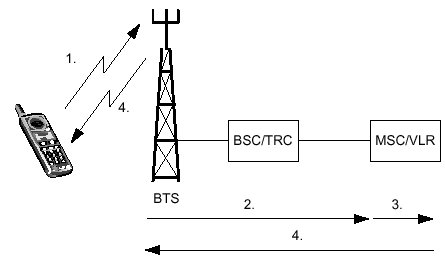 1.
4.
BSC/TRC
MSC/VLR
BTS
2.
3.
4.